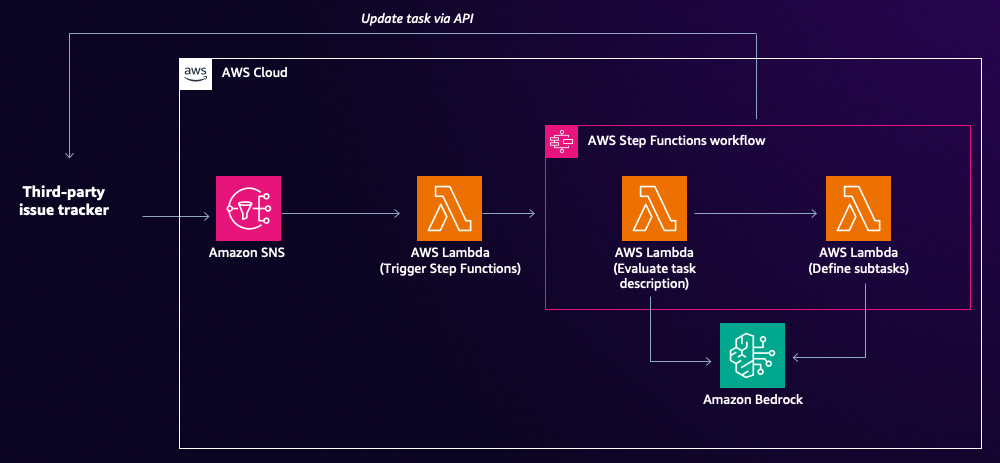 Update task via API
aws
AWS Cloud
AWS Step Functions workflow
Third-party
issue tracker
Amazon SNS
AWS Lambda
(Trigger Step Functions)
AWS Lambda
(Evaluate task
description)
AWS Lambda
(Define subtasks)
Amazon Bedrock